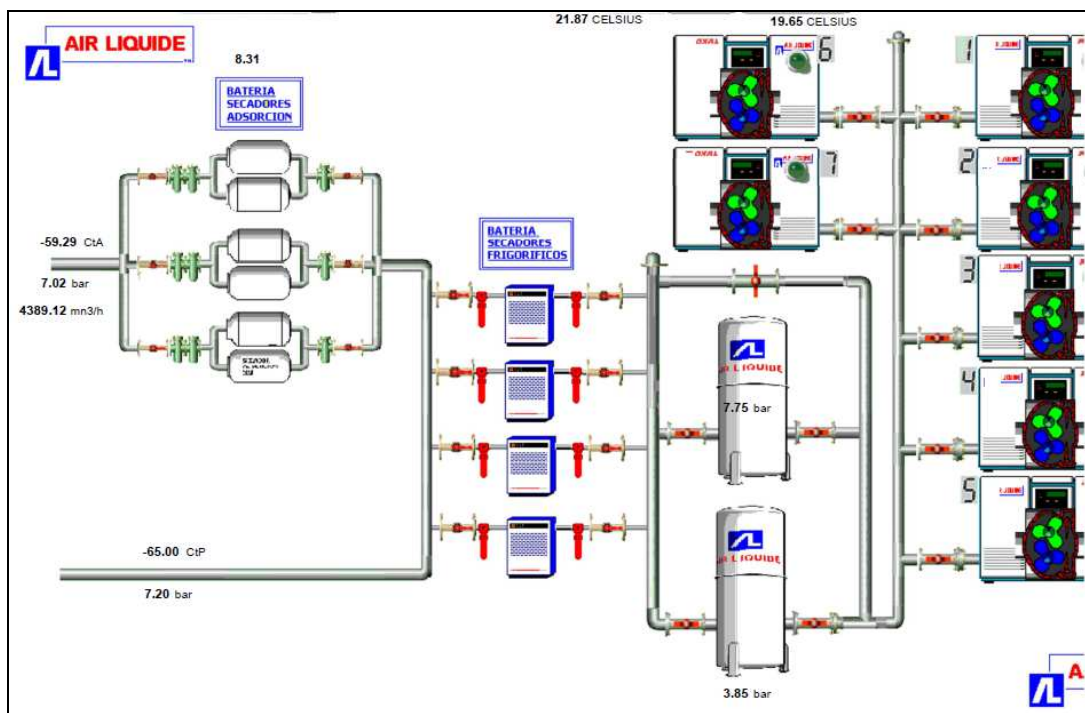 21.87 CELSIUS
19.65 CELSIUS
AIR LIQUIDE
8.31
BATERIA
SECADORES
ADSORCION
6
1
7
2
-59.29 CtA
7.02 bar
4389.12 mn3/h
BATERIA
SECADORES
FRIGORIFICOS
3
AIR LIQUIDE
7.75 bar
4
5
-65.00 CtP
7.20 bar
3.85 bar